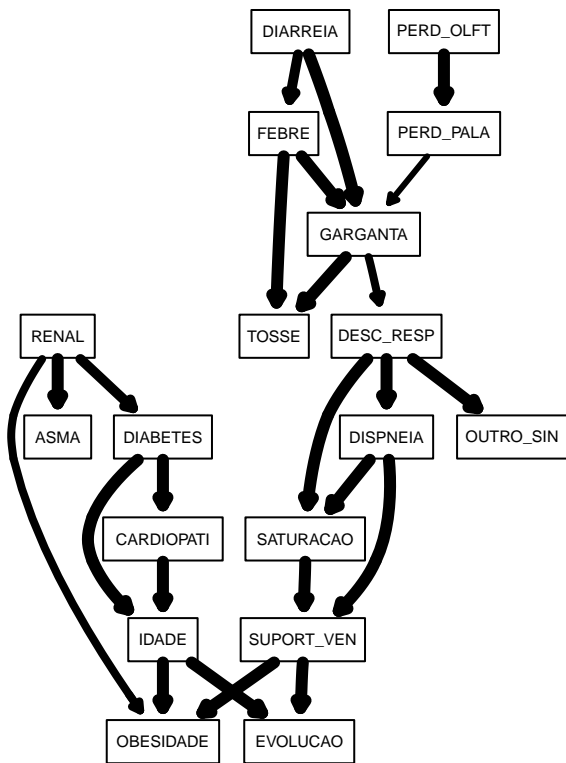 DIARREIA
PERD_OLFT
FEBRE
PERD_PALA
GARGANTA
RENAL
TOSSE
DESC_RESP
ASMA
DIABETES
DISPNEIA
OUTRO_SIN
CARDIOPATI
SATURACAO
IDADE
SUPORT_VEN
OBESIDADE
EVOLUCAO